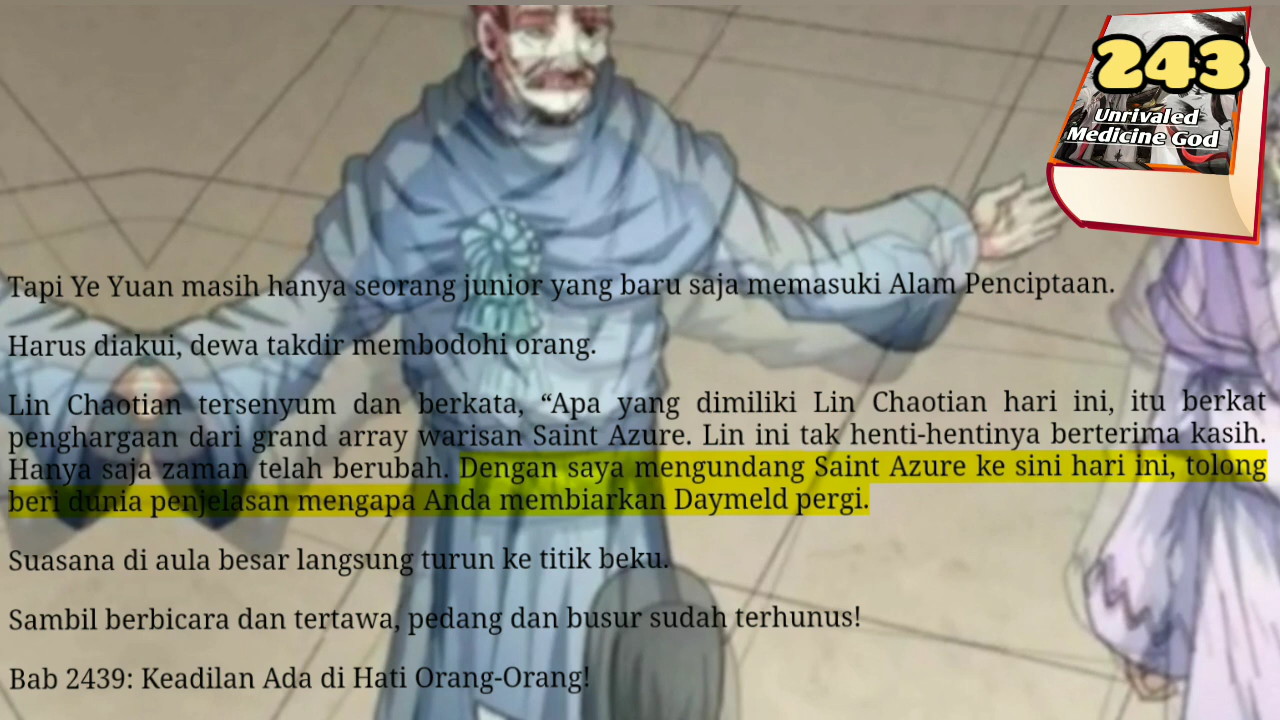 243
Unrivaled
Medicine God
Tapi Ye Yuan masih hanya seorang junior yang baru saja memasuki Alam Penciptaan.
Harus diakui, dewa takdir membodohi orang.
Lin Chaotian tersenyum dan berkata, “Apa yang dimiliki Lin Chaotian hari ini, itu berkat
penghargaan dari grand array warisan Saint Azure. Lin ini tak henti-hentinya berterima kasih.
Hanya saja zaman telah berubah. Dengan saya mengundang Saint Azure ke sini hari ini, tolong
beri dunia penjelasan mengapa Anda membiarkan Daymeld pergi.
Suasana di aula besar langsung turun ke titik beku.
Sambil berbicara dan tertawa, pedang dan busur sudah terhunus!
Bab 2439: Keadilan Ada di Hati Orang-Orang!